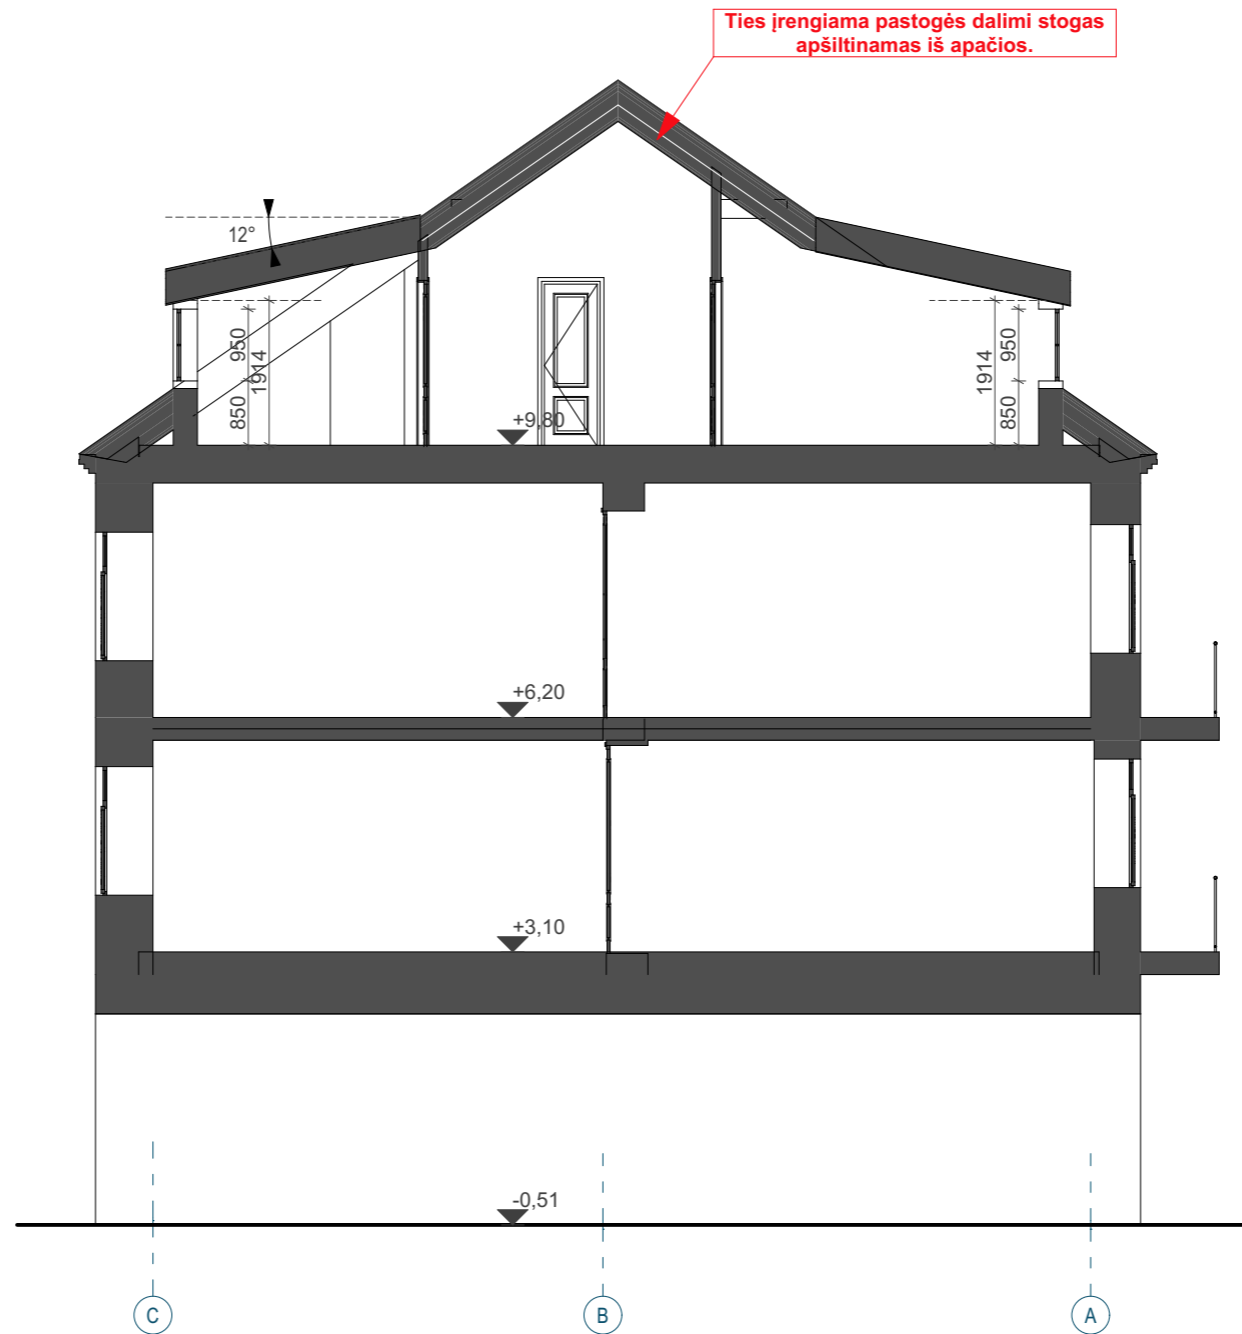 Ties įrengiama pastogės dalimi stogas
apšiltinamas iš apačios.
12°
950
1914
850
950
1914
850
+9,80
+6,20
+3,10
-0,51
C
B
A